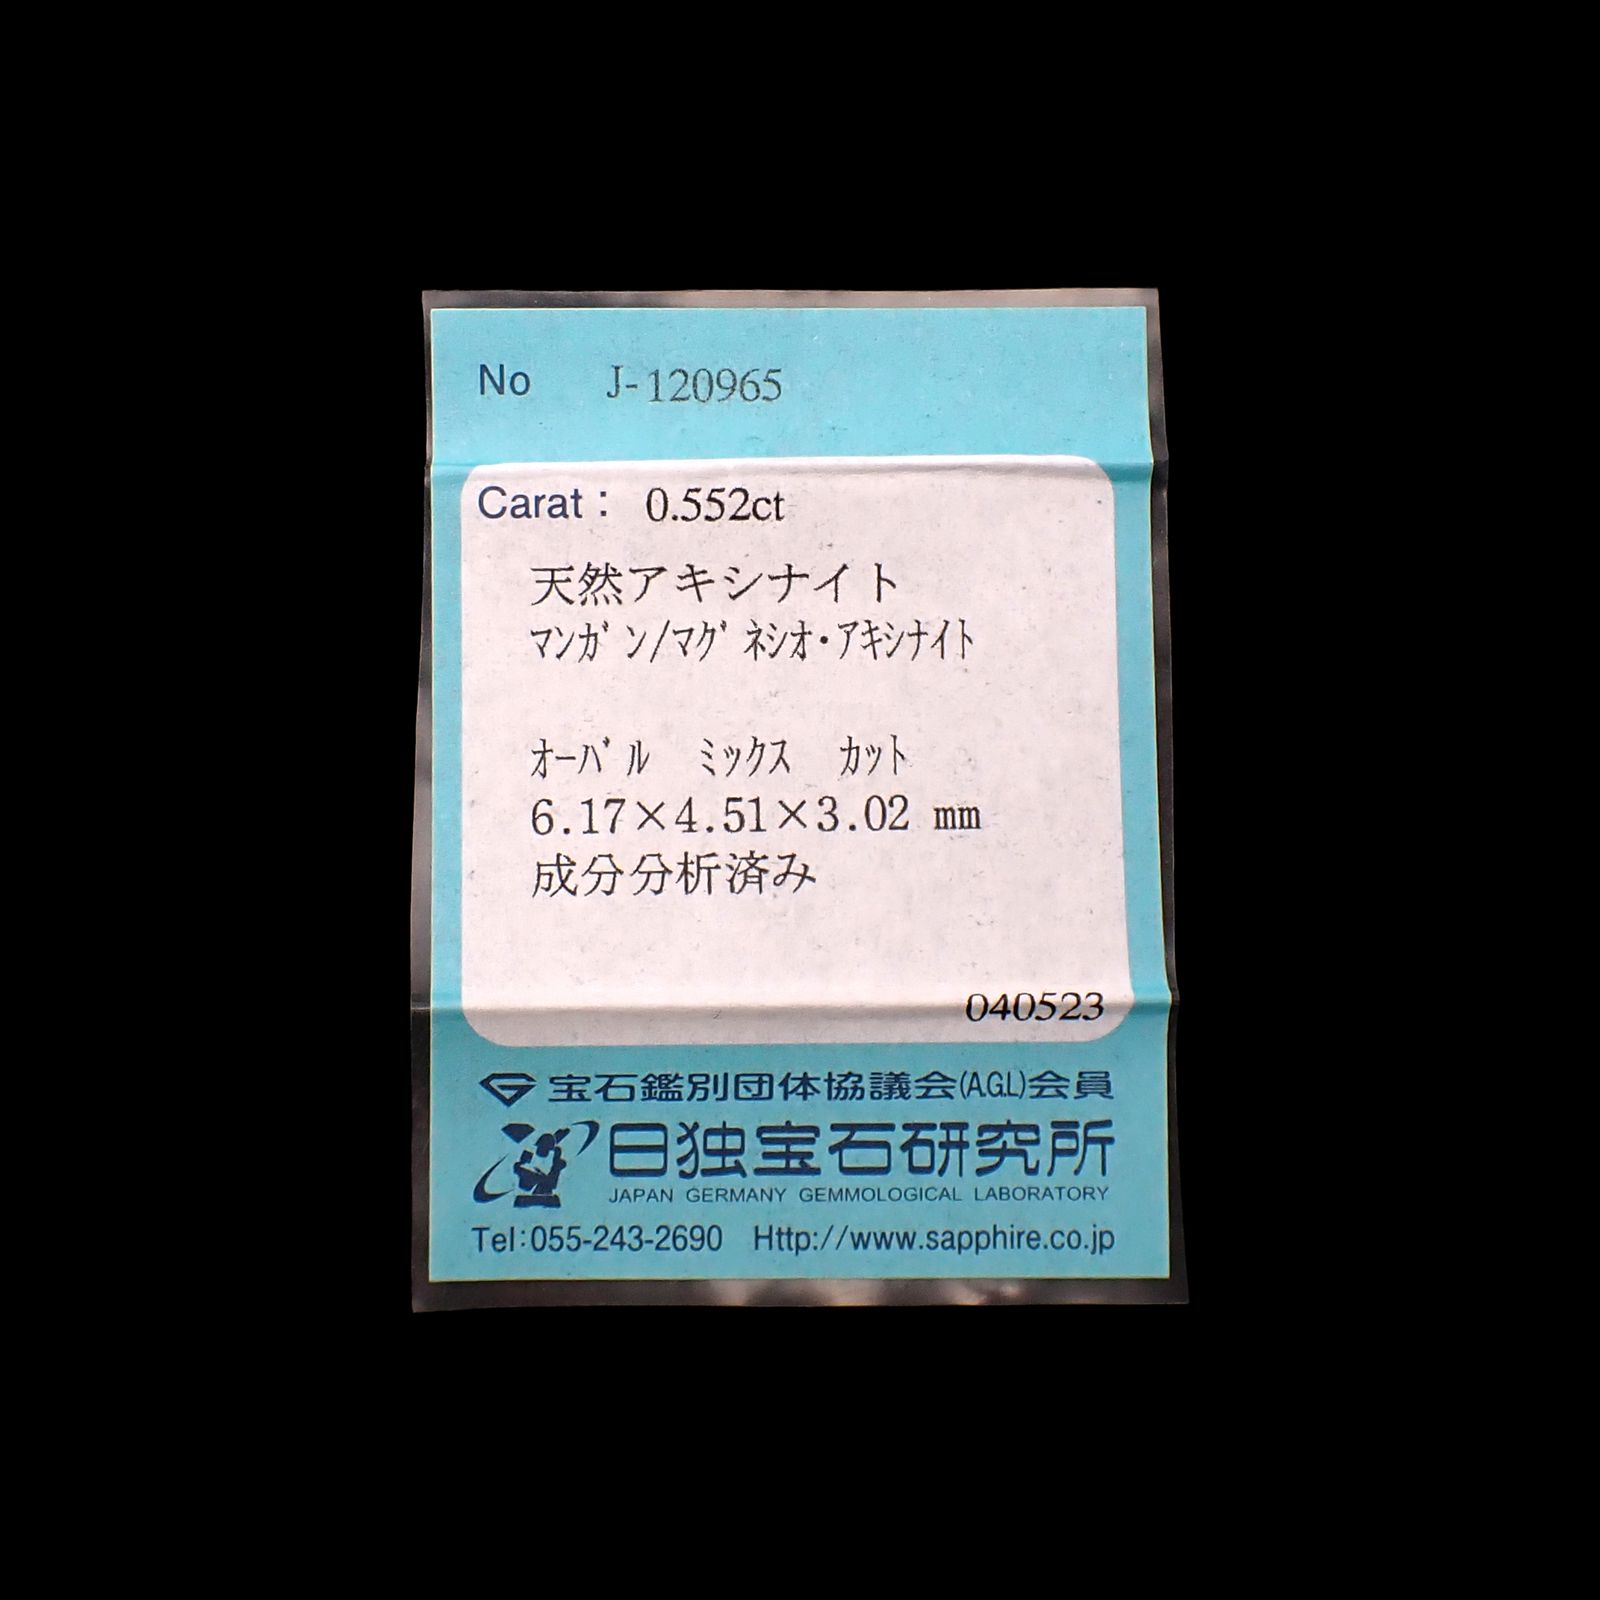 No J-120965
Carat： 0.552ct
天然アキシナイト
ﾏﾝｶﾞﾝ/ﾏｸﾞﾈｼｵ・ｱｷｼﾅｲﾄ
ｵｰﾊﾞﾙ ﾐｯｸｽ ｶｯﾄ
6.17×4.51×3.02 mm
成分分析済み
040523
宝石鑑別団体協議会(A.G.L)会員
日独宝石研究所
JAPAN GERMANY GEMMOLOGICAL LABORATORY
Tel:055-243-2690 Http://www.sapphire.co.jp